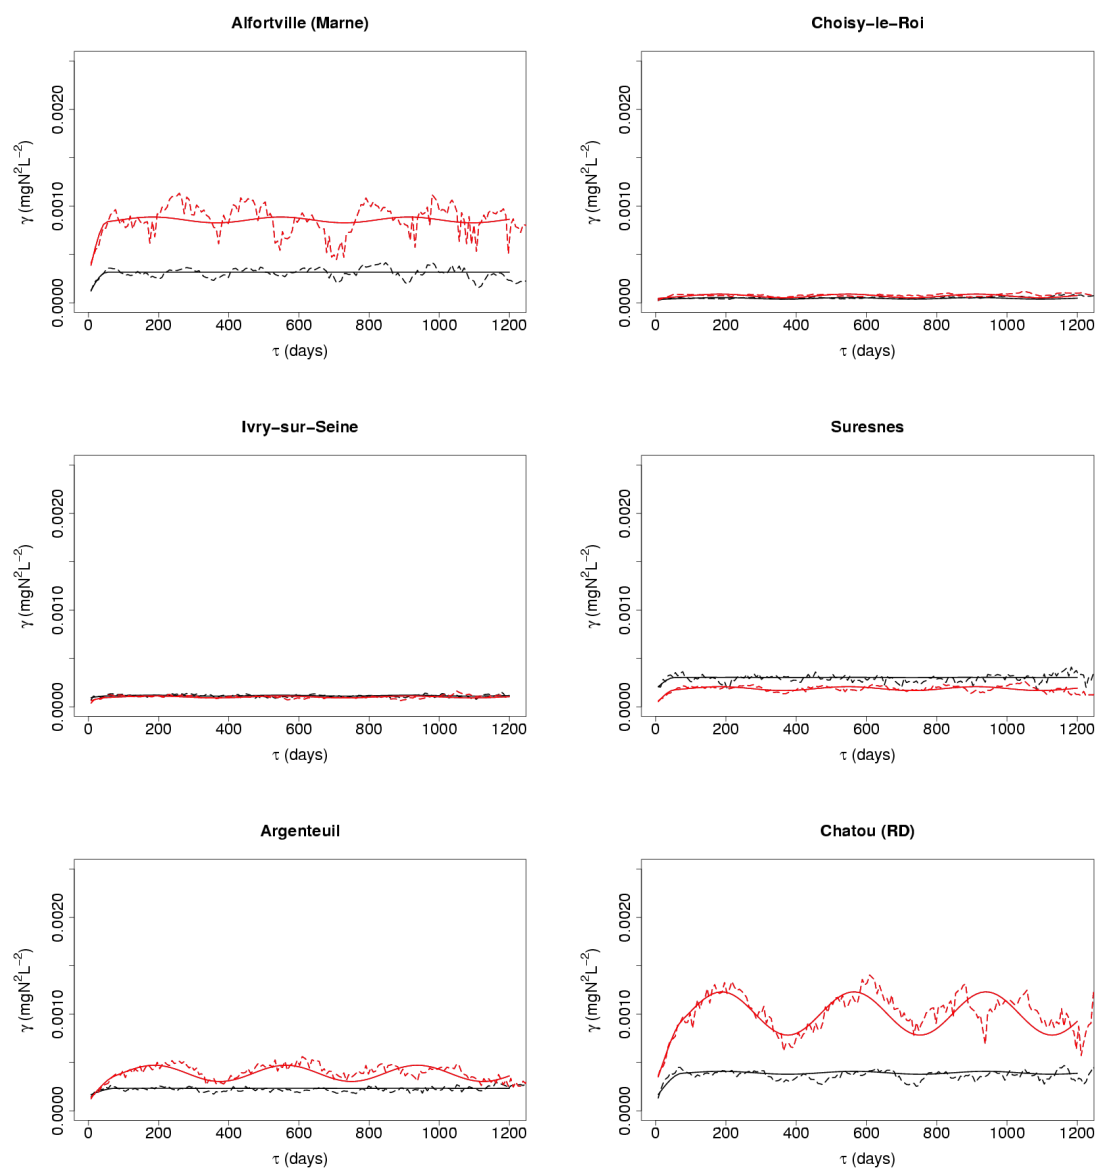 Alfortville (Marne)
γ (mgN²L⁻²)
0.0000 0.0010 0.0020
0 200 400 600 800 1000 1200
τ (days)
Choisy−le−Roi
γ (mgN²L⁻²)
0.0000 0.0010 0.0020
0 200 400 600 800 1000 1200
τ (days)
Ivry−sur−Seine
γ (mgN²L⁻²)
0.0000 0.0010 0.0020
0 200 400 600 800 1000 1200
τ (days)
Suresnes
γ (mgN²L⁻²)
0.0000 0.0010 0.0020
0 200 400 600 800 1000 1200
τ (days)
Argenteuil
γ (mgN²L⁻²)
0.0000 0.0010 0.0020
0 200 400 600 800 1000 1200
τ (days)
Chatou (RD)
γ (mgN²L⁻²)
0.0000 0.0010 0.0020
0 200 400 600 800 1000 1200
τ (days)